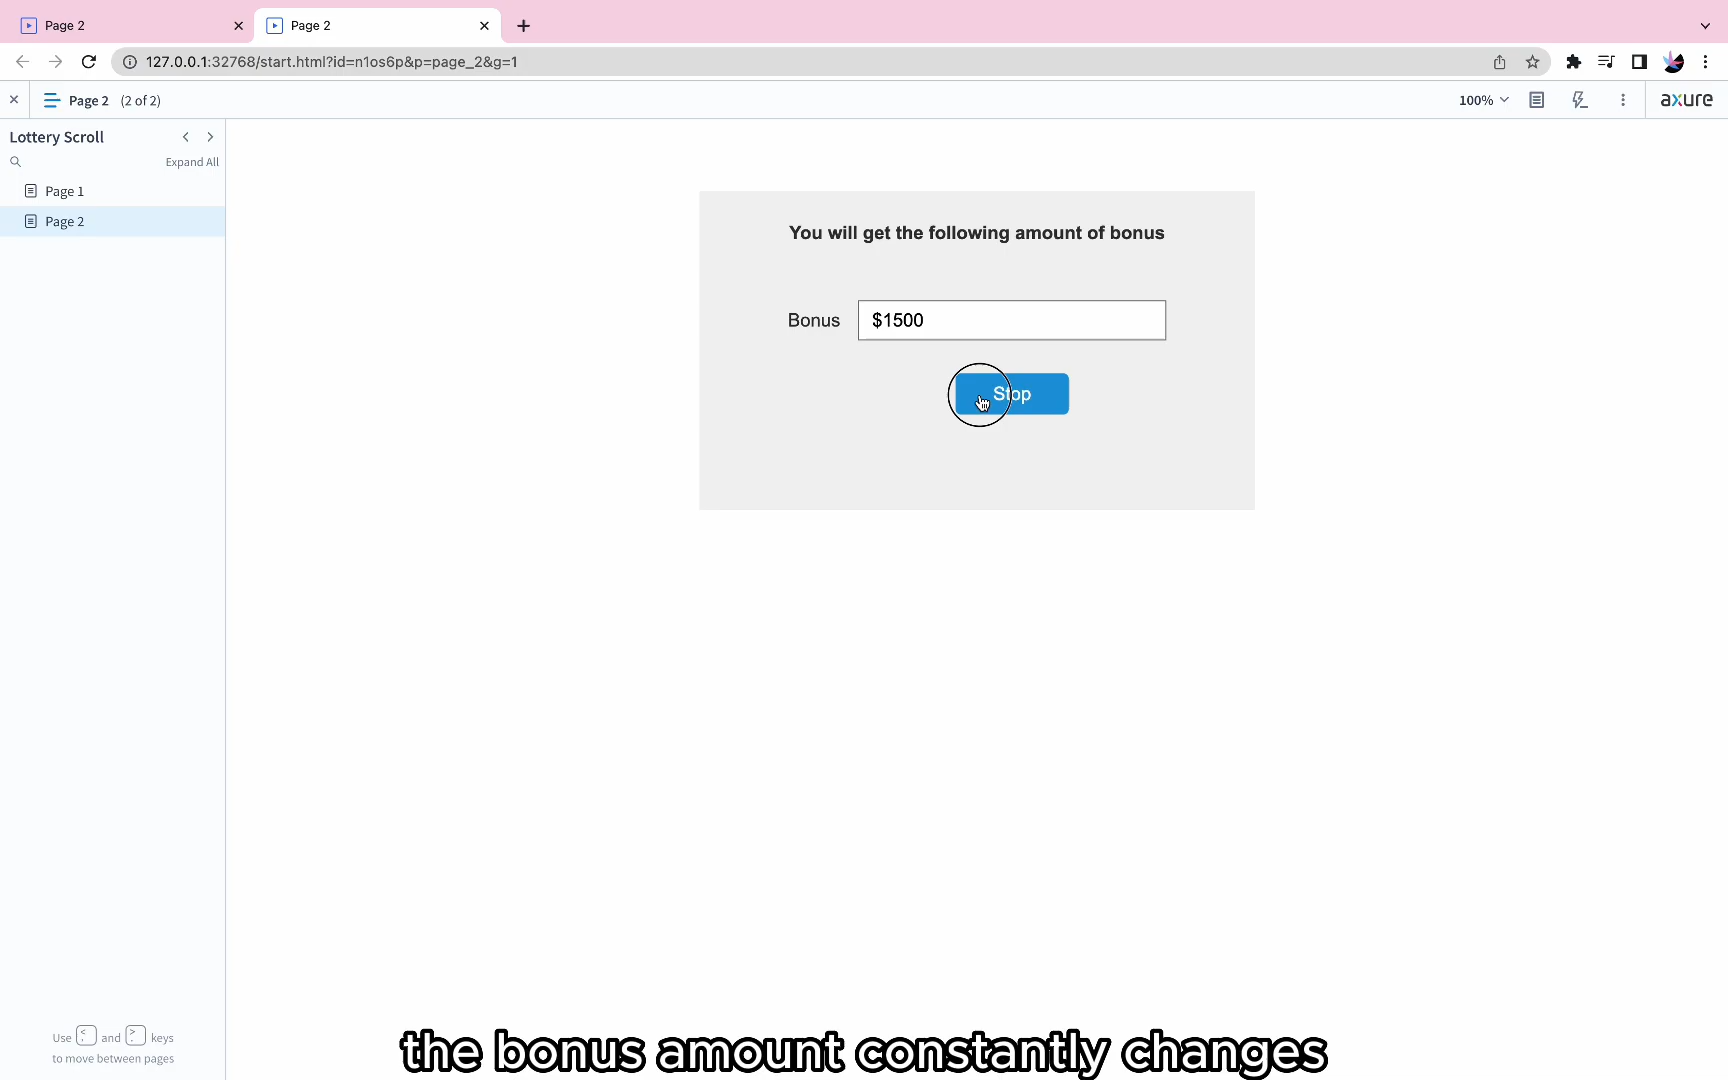 Page 2
Page 2
127.0.0.1:32768/start.html?id=n1os6p&p=page_2&g=1
Page 2 (2 of 2)
100%
axure
Lottery Scroll
Expand All
Page 1
Page 2
You will get the following amount of bonus
Bonus $1500
Stop
Use < , and > . keys
to move between pages
the bonus amount constantly changes